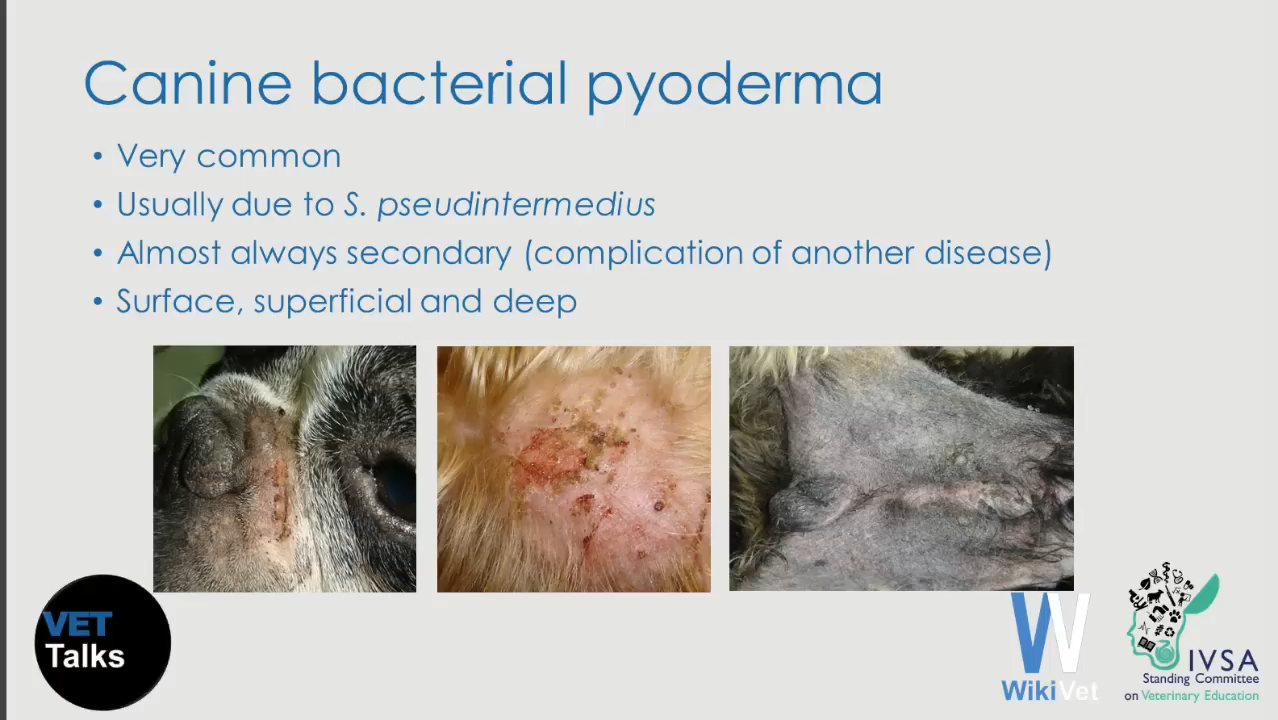 Canine bacterial pyoderma
• Very common
• Usually due to S. pseudintermedius
• Almost always secondary (complication of another disease)
• Surface, superficial and deep
VET
Talks
W
WikiVet
IVSA
Standing Committee
on Veterinary Education